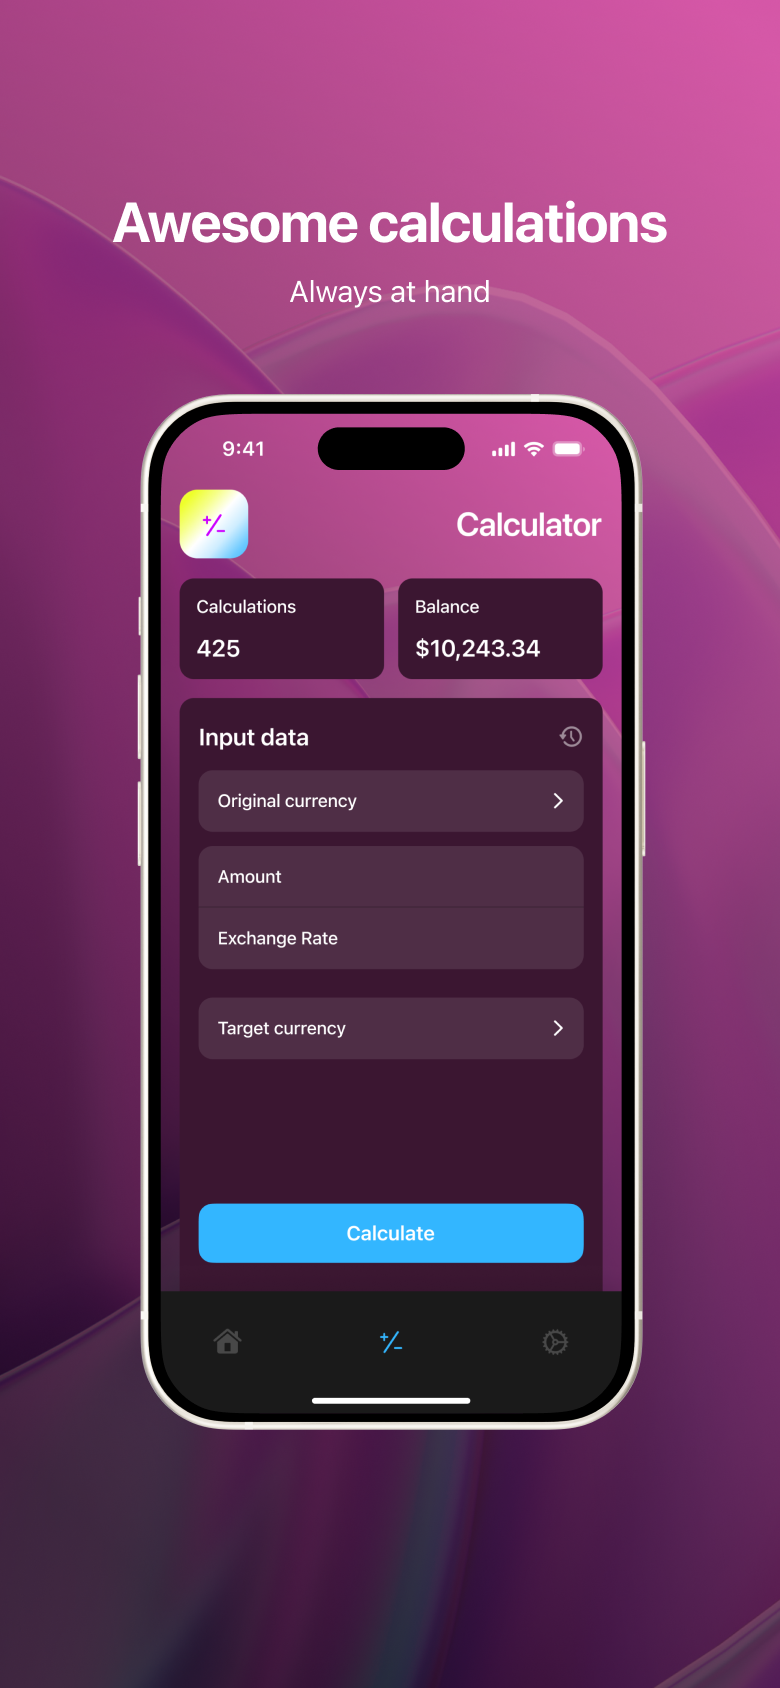 Awesome calculations
Always at hand
9:41
Calculator
Calculations
425
Balance
$10,243.34
Input data
Original currency
Amount
Exchange Rate
Target currency
Calculate